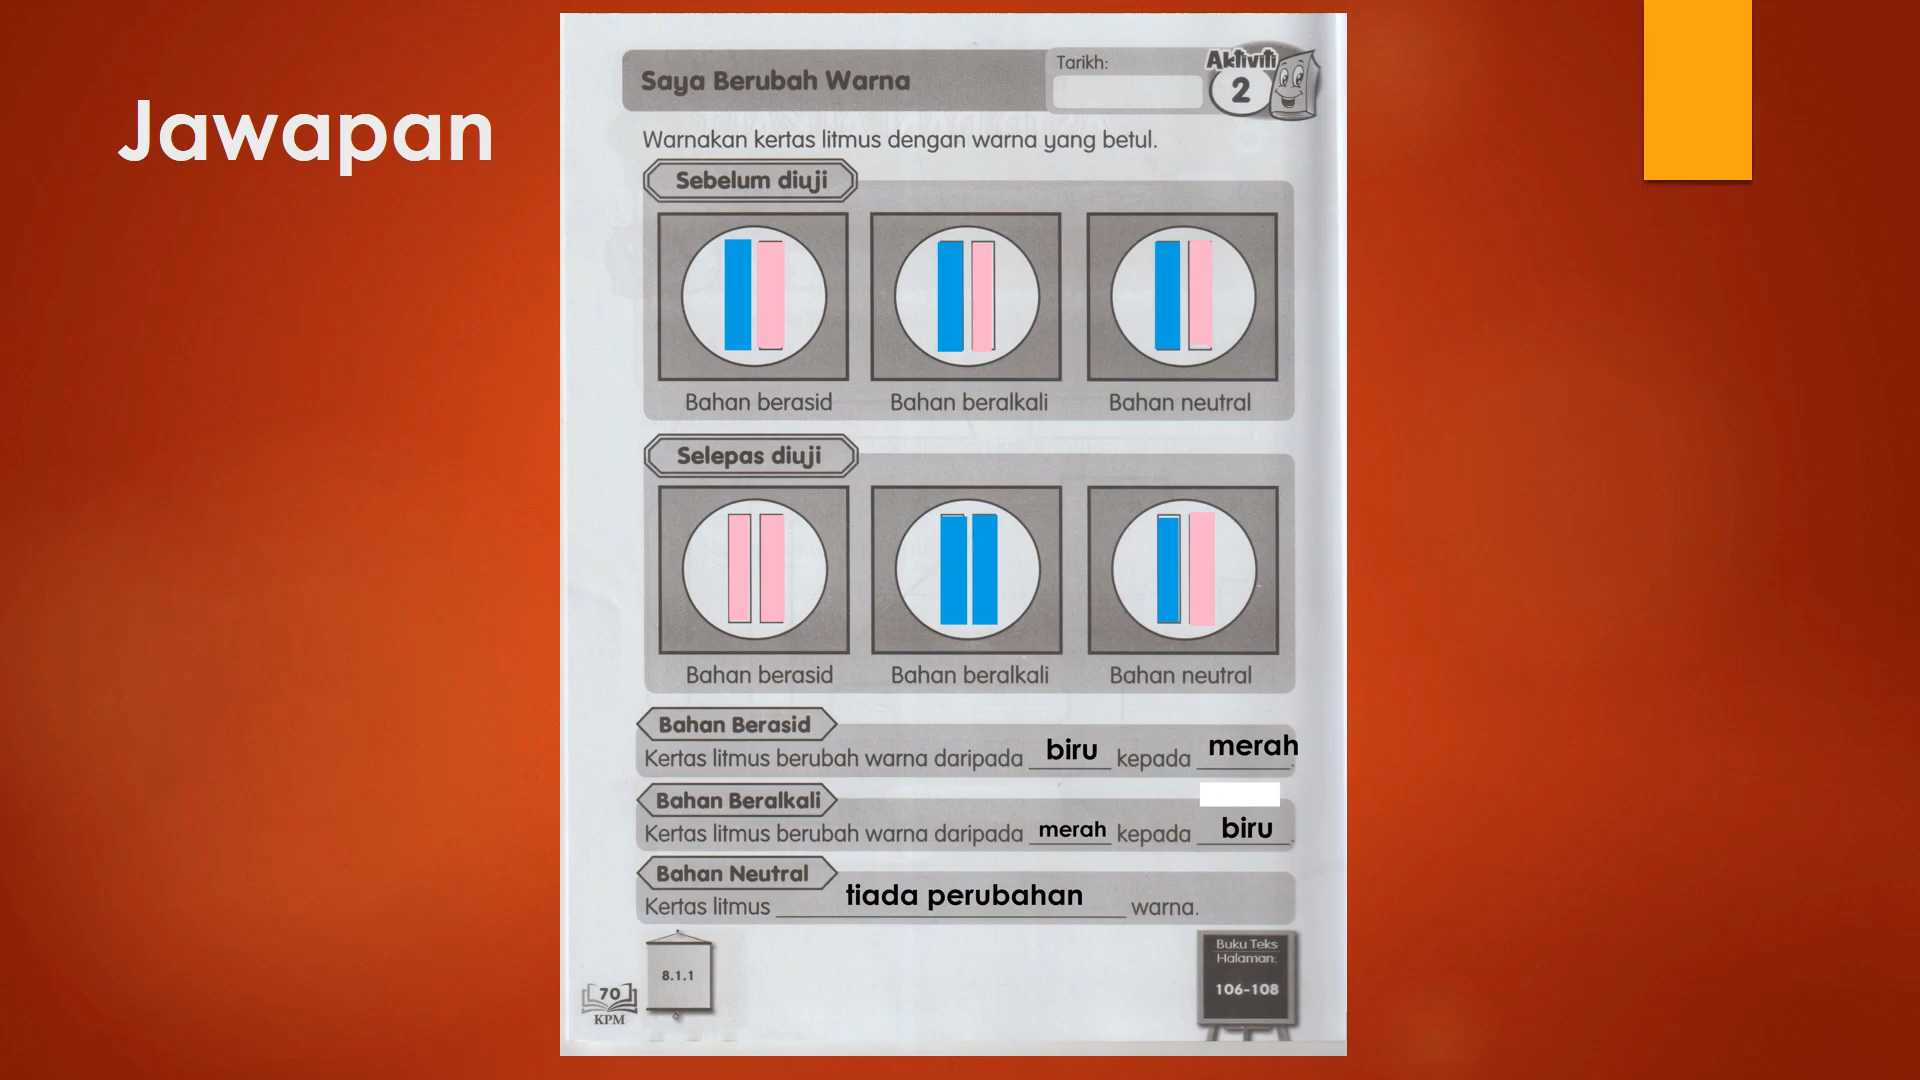 Jawapan
Saya Berubah Warna
Tarikh:
Aktiviti
2
Warnakan kertas litmus dengan warna yang betul.
Sebelum diuji
Bahan berasid
Bahan beralkali
Bahan neutral
Selepas diuji
Bahan berasid
Bahan beralkali
Bahan neutral
Bahan Berasid
Kertas litmus berubah warna daripada biru kepada merah.
Bahan Beralkali
Kertas litmus berubah warna daripada merah kepada biru.
Bahan Neutral
Kertas litmus tiada perubahan warna.
8.1.1
70
KPM
Buku Teks
Halaman:
106-108